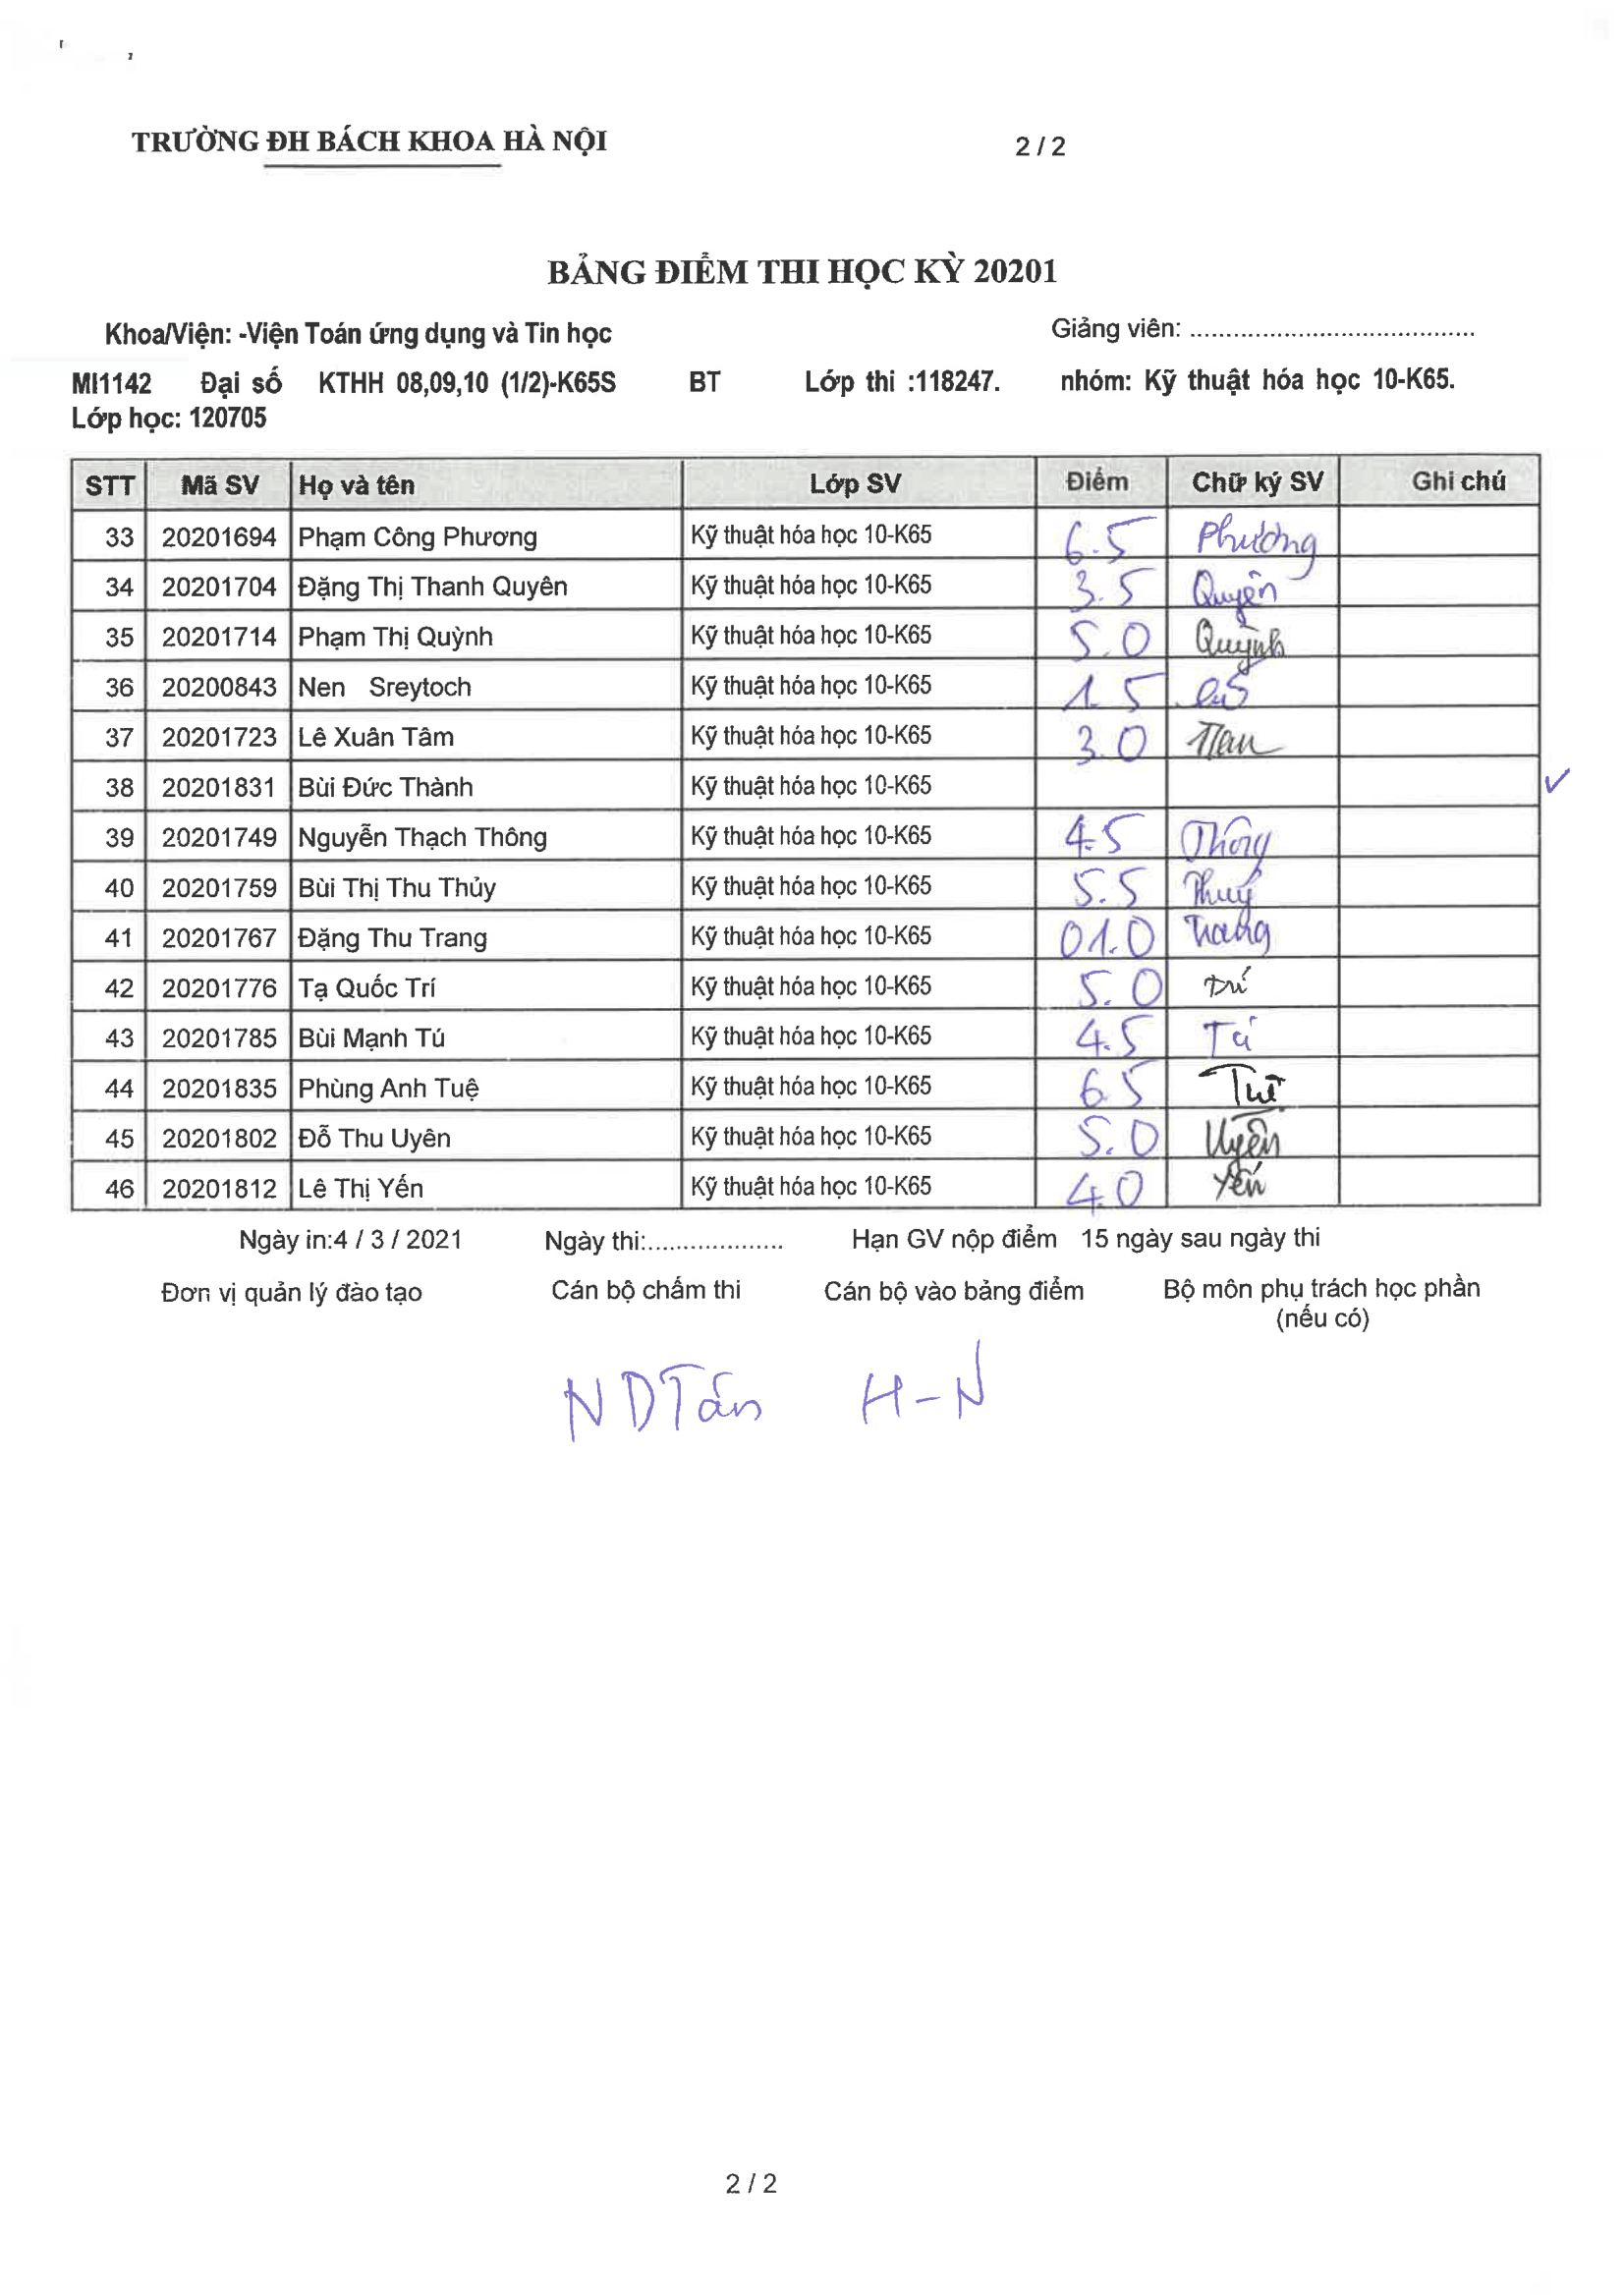 TRƯỜNG ĐH BÁCH KHOA HÀ NỘI 2 / 2
BẢNG ĐIỂM THI HỌC KỲ 20201
Khoa/Viện: -Viện Toán ứng dụng và Tin học Giảng viên: .......................................
MI1142 Đại số KTHH 08,09,10 (1/2)-K65S BT Lớp thi :118247. nhóm: Kỹ thuật hóa học 10-K65.
Lớp học: 120705
STT Mã SV Họ và tên Lớp SV Điểm Chữ ký SV Ghi chú
33 20201694 Phạm Công Phương Kỹ thuật hóa học 10-K65 6.5 Phương
34 20201704 Đặng Thị Thanh Quyên Kỹ thuật hóa học 10-K65 3.5 Quyên
35 20201714 Phạm Thị Quỳnh Kỹ thuật hóa học 10-K65 5.0 Quỳnh
36 20200843 Nen Sreytoch Kỹ thuật hóa học 10-K65 1.5
37 20201723 Lê Xuân Tâm Kỹ thuật hóa học 10-K65 3.0
38 20201831 Bùi Đức Thành Kỹ thuật hóa học 10-K65 ✓
39 20201749 Nguyễn Thạch Thông Kỹ thuật hóa học 10-K65 4.5 Thông
40 20201759 Bùi Thị Thu Thủy Kỹ thuật hóa học 10-K65 5.5 Thuỷ
41 20201767 Đặng Thu Trang Kỹ thuật hóa học 10-K65 01.0 Trang
42 20201776 Tạ Quốc Trí Kỹ thuật hóa học 10-K65 5.0 Trí
43 20201785 Bùi Mạnh Tú Kỹ thuật hóa học 10-K65 4.5 Tú
44 20201835 Phùng Anh Tuệ Kỹ thuật hóa học 10-K65 6.5
45 20201802 Đỗ Thu Uyên Kỹ thuật hóa học 10-K65 5.0 Uyên
46 20201812 Lê Thị Yến Kỹ thuật hóa học 10-K65 4.0 Yến
Ngày in:4 / 3 / 2021 Ngày thi:................... Hạn GV nộp điểm 15 ngày sau ngày thi
Đơn vị quản lý đào tạo Cán bộ chấm thi Cán bộ vào bảng điểm Bộ môn phụ trách học phần
(nếu có)
NDTấn H-N
2 / 2